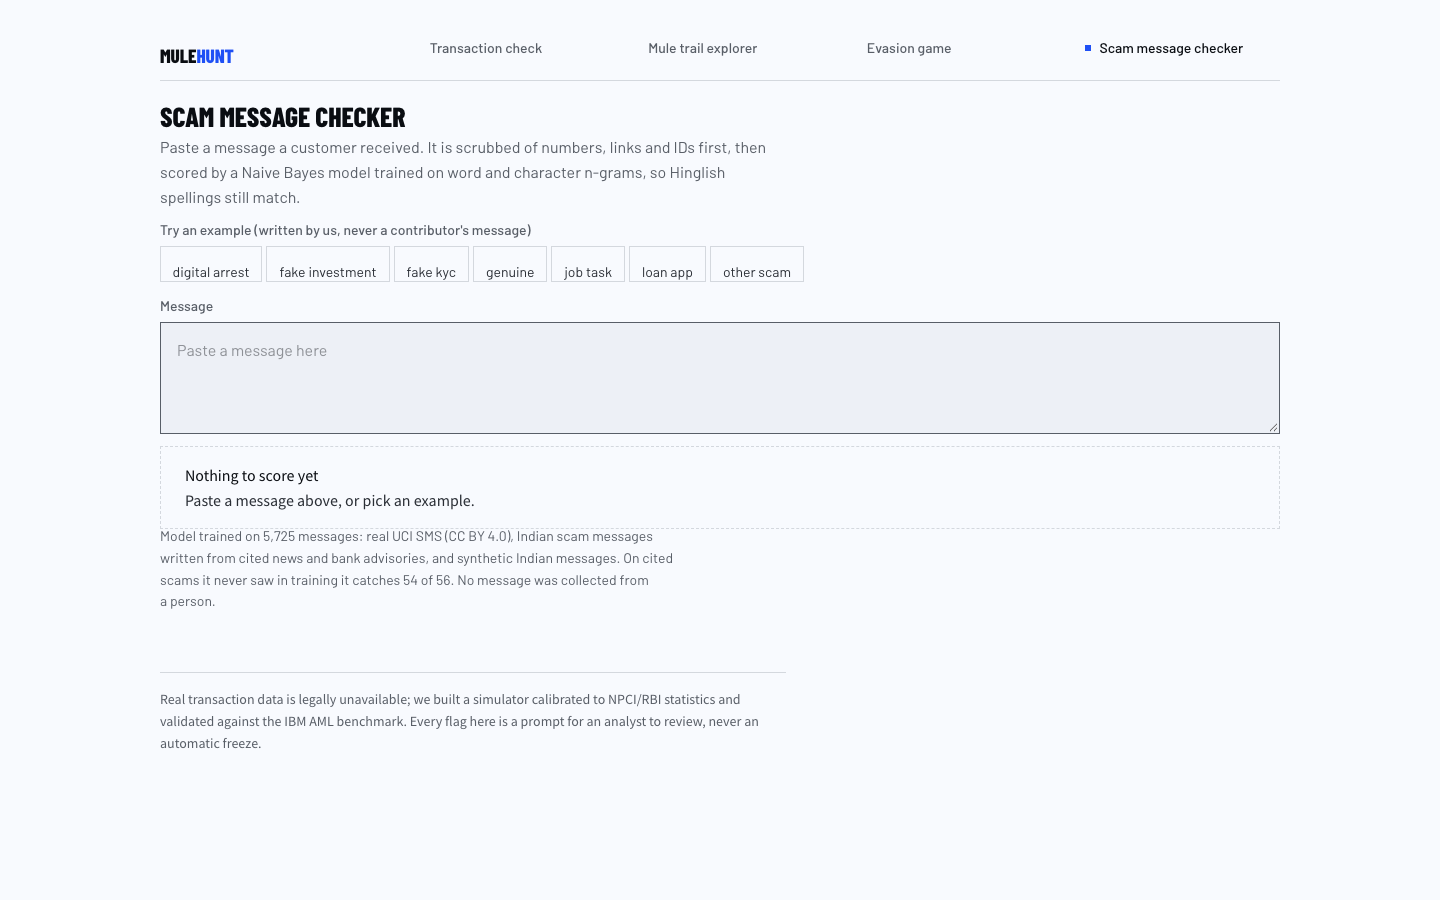 MULEHUNT
Transaction check
Mule trail explorer
Evasion game
Scam message checker
SCAM MESSAGE CHECKER
Paste a message a customer received. It is scrubbed of numbers, links and IDs first, then
scored by a Naive Bayes model trained on word and character n-grams, so Hinglish
spellings still match.
Try an example (written by us, never a contributor's message)
digital arrest
fake investment
fake kyc
genuine
job task
loan app
other scam
Message
Paste a message here
Nothing to score yet
Paste a message above, or pick an example.
Model trained on 5,725 messages: real UCI SMS (CC BY 4.0), Indian scam messages
written from cited news and bank advisories, and synthetic Indian messages. On cited
scams it never saw in training it catches 54 of 56. No message was collected from
a person.
Real transaction data is legally unavailable; we built a simulator calibrated to NPCI/RBI statistics and
validated against the IBM AML benchmark. Every flag here is a prompt for an analyst to review, never an
automatic freeze.